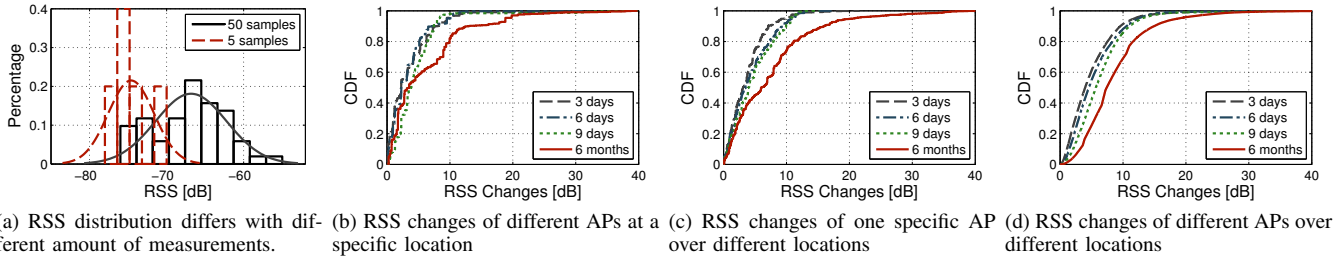 Percentage
0.4
0.3
0.2
0.1
0
−80
−70
−60
RSS [dB]
50 samples
5 samples
CDF
1
0.8
0.6
0.4
0.2
0
0
10
20
30
40
RSS Changes [dB]
3 days
6 days
9 days
6 months
CDF
1
0.8
0.6
0.4
0.2
0
0
10
20
30
40
RSS Changes [dB]
3 days
6 days
9 days
6 months
CDF
1
0.8
0.6
0.4
0.2
0
0
10
20
30
40
RSS Changes [dB]
3 days
6 days
9 days
6 months
a) RSS distribution differs with dif-
ferent amount of measurements.
(b) RSS changes of different APs at a
specific location
(c) RSS changes of one specific AP
over different locations
(d) RSS changes of different APs over
different locations